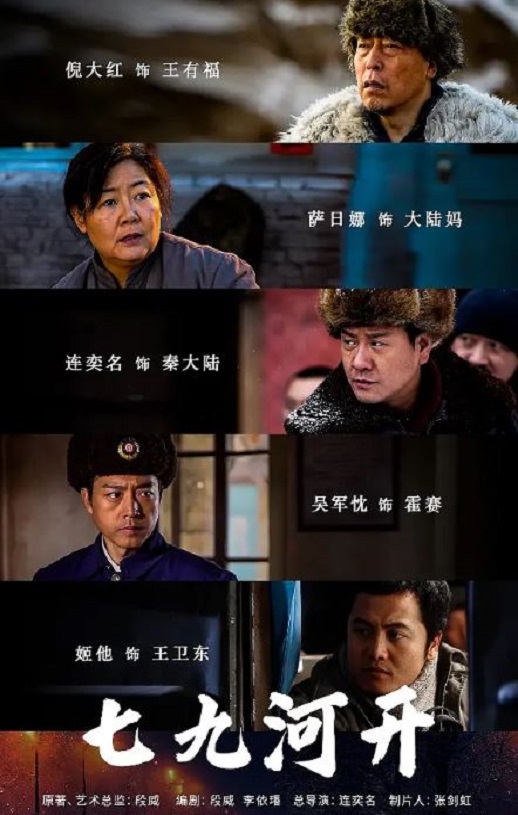 倪大红 饰 王有福
萨日娜 饰 大陆妈
连奕名 饰 秦大陆
吴军忱 饰 霍赛
姬他 饰 王卫东
七九河开
原著、艺术总监：段威 编剧：段威 李依璠 总导演：连奕名 制片人：张剑虹